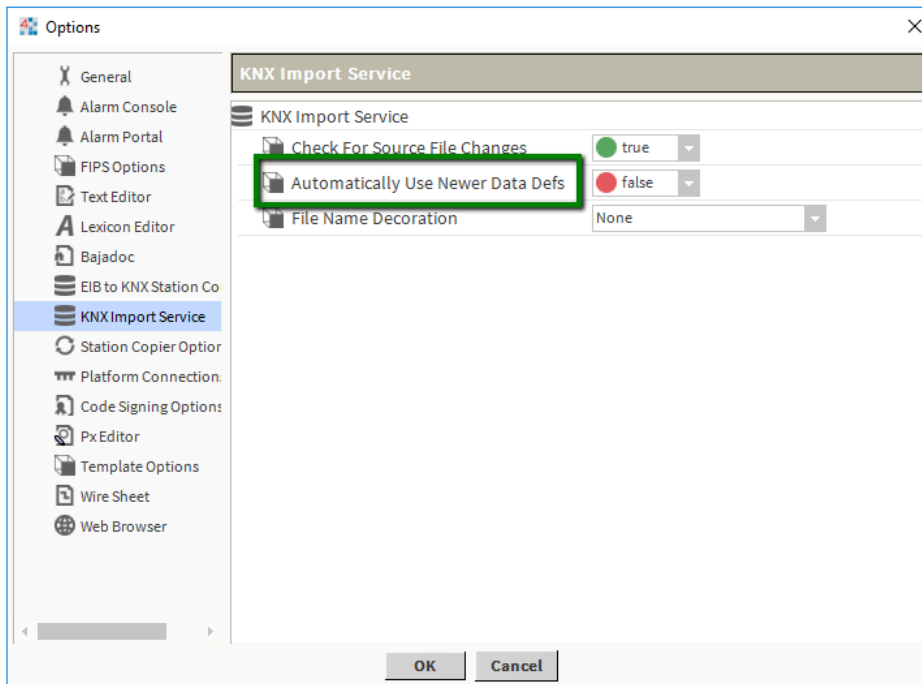 Options
General
Alarm Console
Alarm Portal
FIPS Options
Text Editor
Lexicon Editor
Bajadoc
EIB to KNX Station Co
KNX Import Service
Station Copier Option
Platform Connection
Code Signing Options
Px Editor
Template Options
Wire Sheet
Web Browser
KNX Import Service
KNX Import Service
Check For Source File Changes true
Automatically Use Newer Data Defs false
File Name Decoration None
OK Cancel